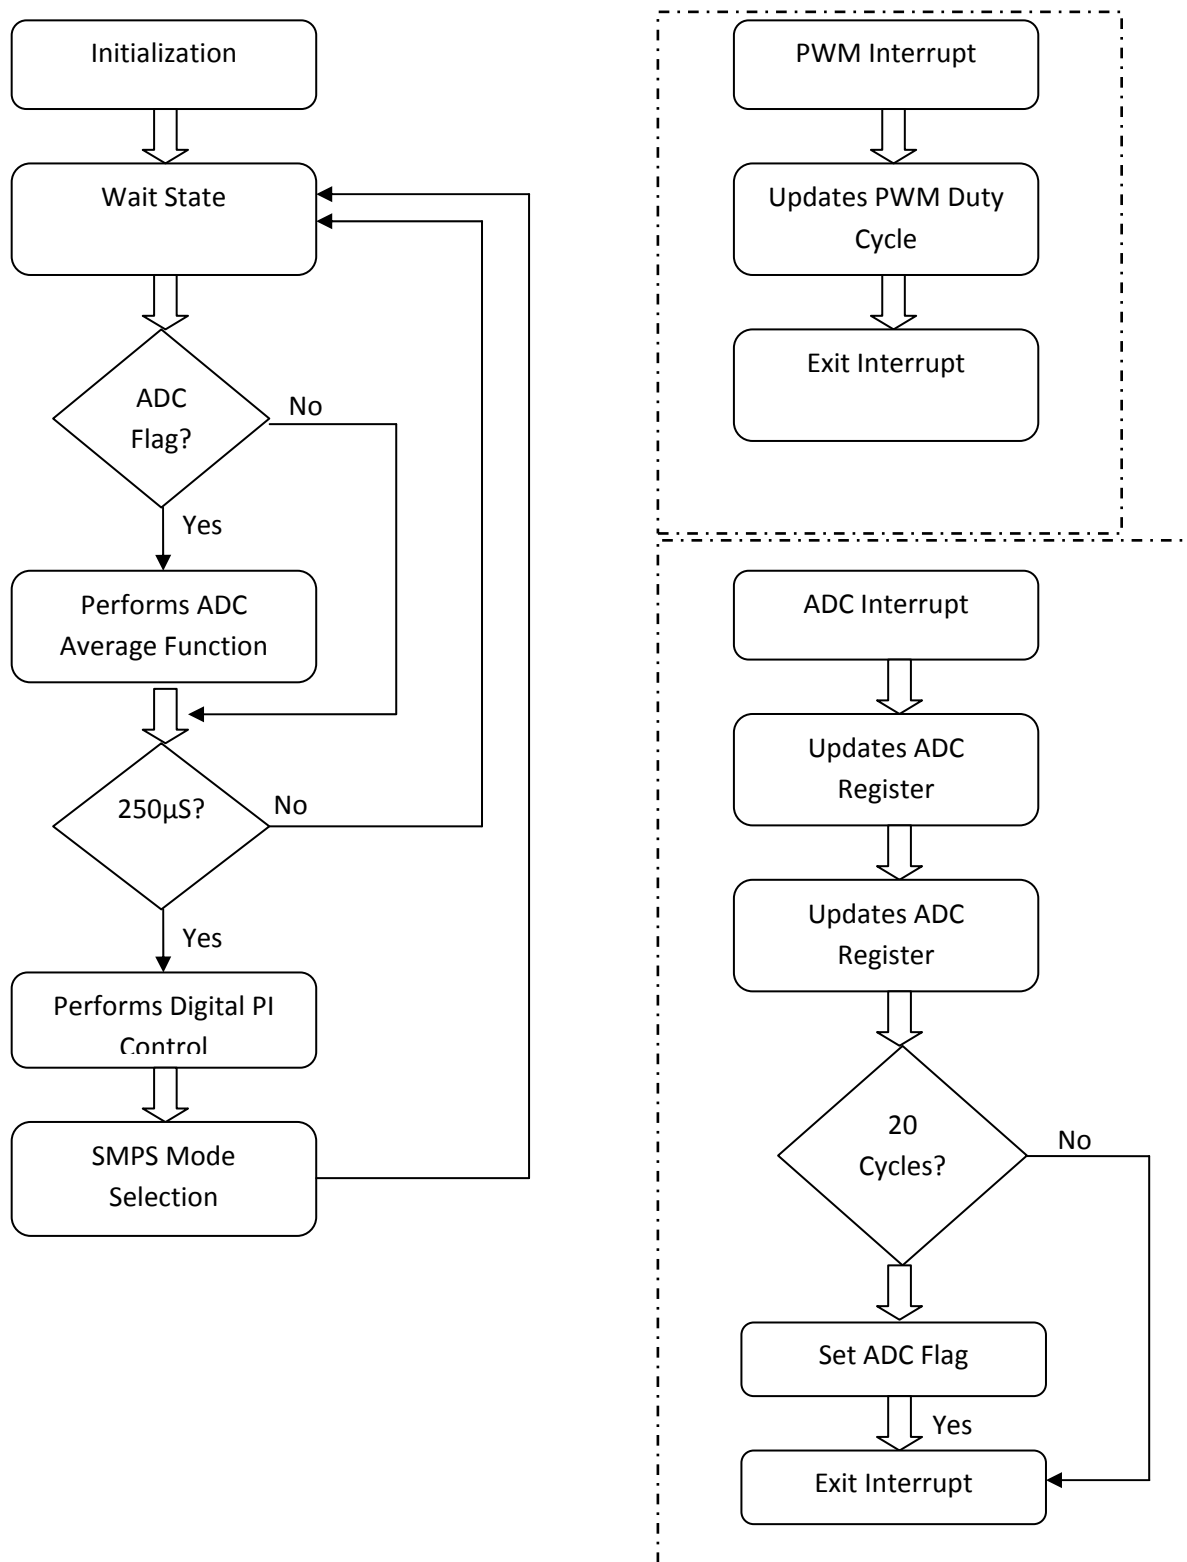 Initialization
Wait State
ADC
Flag?
No
Yes
Performs ADC
Average Function
250µS?
No
Yes
Performs Digital PI
Control
SMPS Mode
Selection
PWM Interrupt
Updates PWM Duty
Cycle
Exit Interrupt
ADC Interrupt
Updates ADC
Register
Updates ADC
Register
20
Cycles?
No
Set ADC Flag
Yes
Exit Interrupt